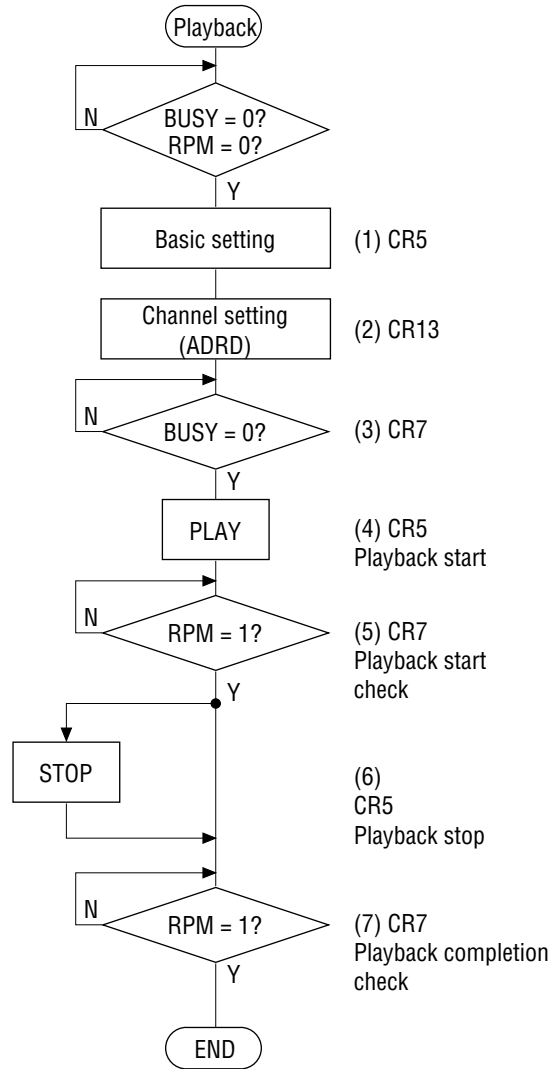 Playback
N
BUSY = 0?
RPM = 0?
Y
Basic setting
(1) CR5
Channel setting
(ADRD)
(2) CR13
N
BUSY = 0?
(3) CR7
Y
PLAY
(4) CR5
Playback start
N
RPM = 1?
(5) CR7
Playback start
check
Y
STOP
(6)
CR5
Playback stop
N
RPM = 1?
(7) CR7
Playback completion
check
Y
END